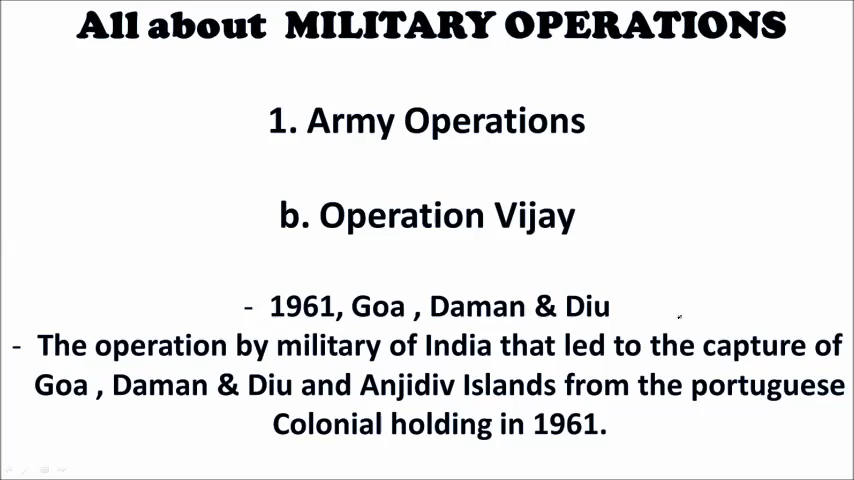 All about MILITARY OPERATIONS
1. Army Operations
b. Operation Vijay
- 1961, Goa , Daman & Diu
- The operation by military of India that led to the capture of
Goa , Daman & Diu and Anjidiv Islands from the portuguese
Colonial holding in 1961.